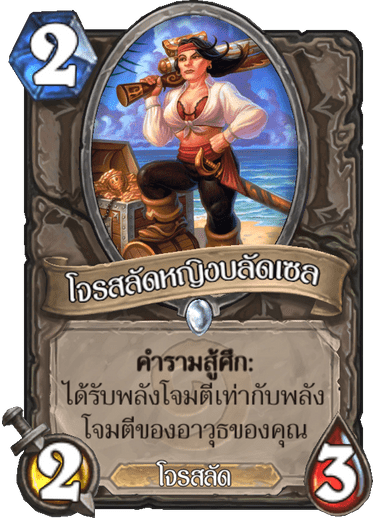 2
โจรสลัดหญิงบลัดเซล
คำรามสู้ศึก:
ได้รับพลังโจมตีเท่ากับพลัง
โจมตีของอาวุธของคุณ
2
โจรสลัด
3